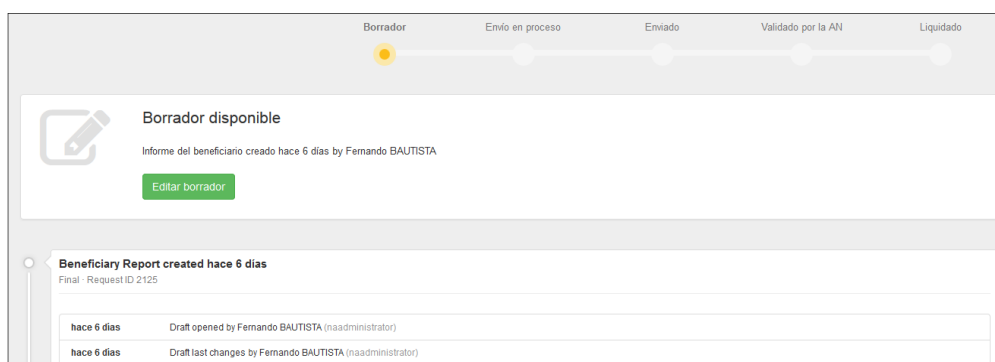 Borrador Envío en proceso Enviado Validado por la AN Liquidado
Borrador disponible
Informe del beneficiario creado hace 6 días by Fernando BAUTISTA
Editar borrador
Beneficiary Report created hace 6 días
Final - Request ID 2125
hace 6 días Draft opened by Fernando BAUTISTA (naadministrator)
hace 6 días Draft last changes by Fernando BAUTISTA (naadministrator)